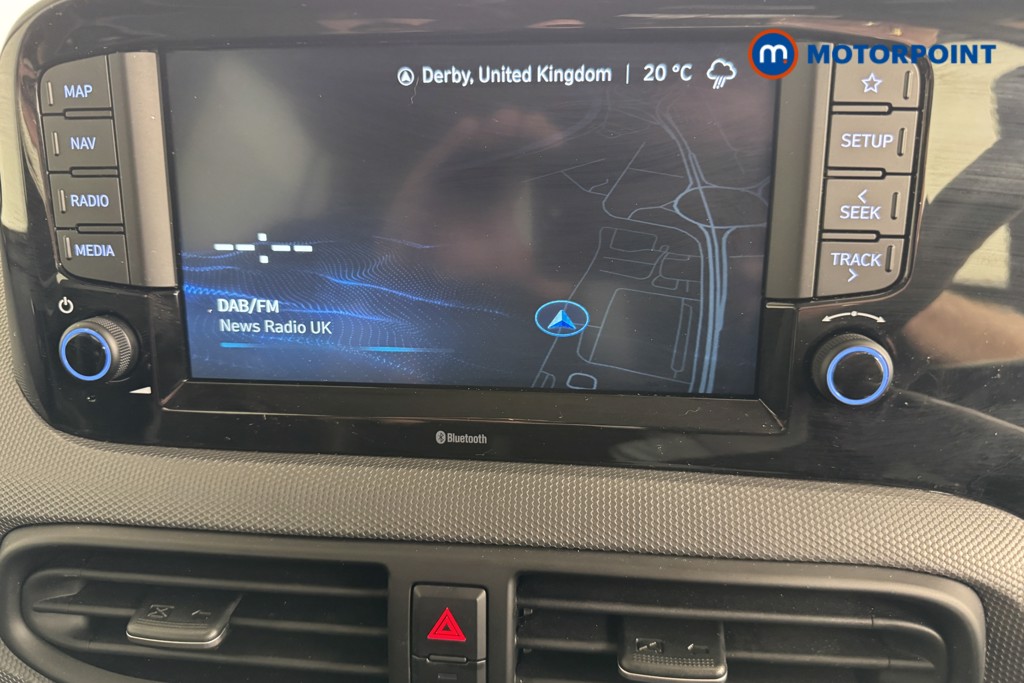 MOTORPOINT
Derby, United Kingdom | 20 °C
MAP
NAV
RADIO
MEDIA
DAB/FM
News Radio UK
SETUP
< SEEK
TRACK >
Bluetooth